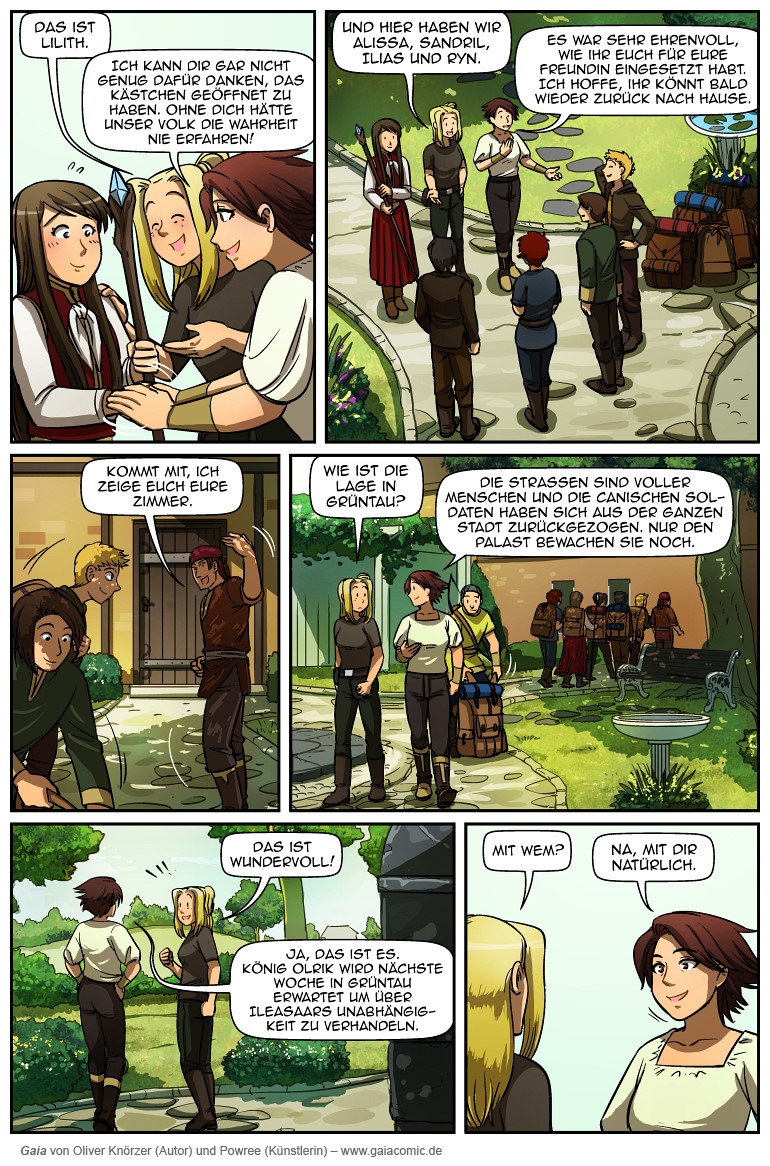 DAS IST
LILITH.
ICH KANN DIR GAR NICHT
GENUG DAFÜR DANKEN, DAS
KÄSTCHEN GEÖFFNET ZU
HABEN. OHNE DICH HÄTTE
UNSER VOLK DIE WAHRHEIT
NIE ERFAHREN!
UND HIER HABEN WIR
ALISSA, SANDRIL,
ILIAS UND RYN.
ES WAR SEHR EHRENVOLL,
WIE IHR EUCH FÜR EURE
FREUNDIN EINGESETZT HABT.
ICH HOFFE, IHR KÖNNT BALD
WIEDER ZURÜCK NACH HAUSE.
KOMMT MIT, ICH
ZEIGE EUCH EURE
ZIMMER.
WIE IST DIE
LAGE IN
GRÜNTAU?
DIE STRASSEN SIND VOLLER
MENSCHEN UND DIE CANISCHEN SOL-
DATEN HABEN SICH AUS DER GANZEN
STADT ZURÜCKGEZOGEN. NUR DEN
PALAST BEWACHEN SIE NOCH.
DAS IST
WUNDERVOLL!
JA, DAS IST ES.
KÖNIG OLRIK WIRD NÄCHSTE
WOCHE IN GRÜNTAU
ERWARTET UM ÜBER
ILEASAARS UNABHÄNGIG-
KEIT ZU VERHANDELN.
MIT WEM?
NA, MIT DIR
NATÜRLICH.
Gaia von Oliver Knörzer (Autor) und Powree (Künstlerin) – www.gaiacomic.de